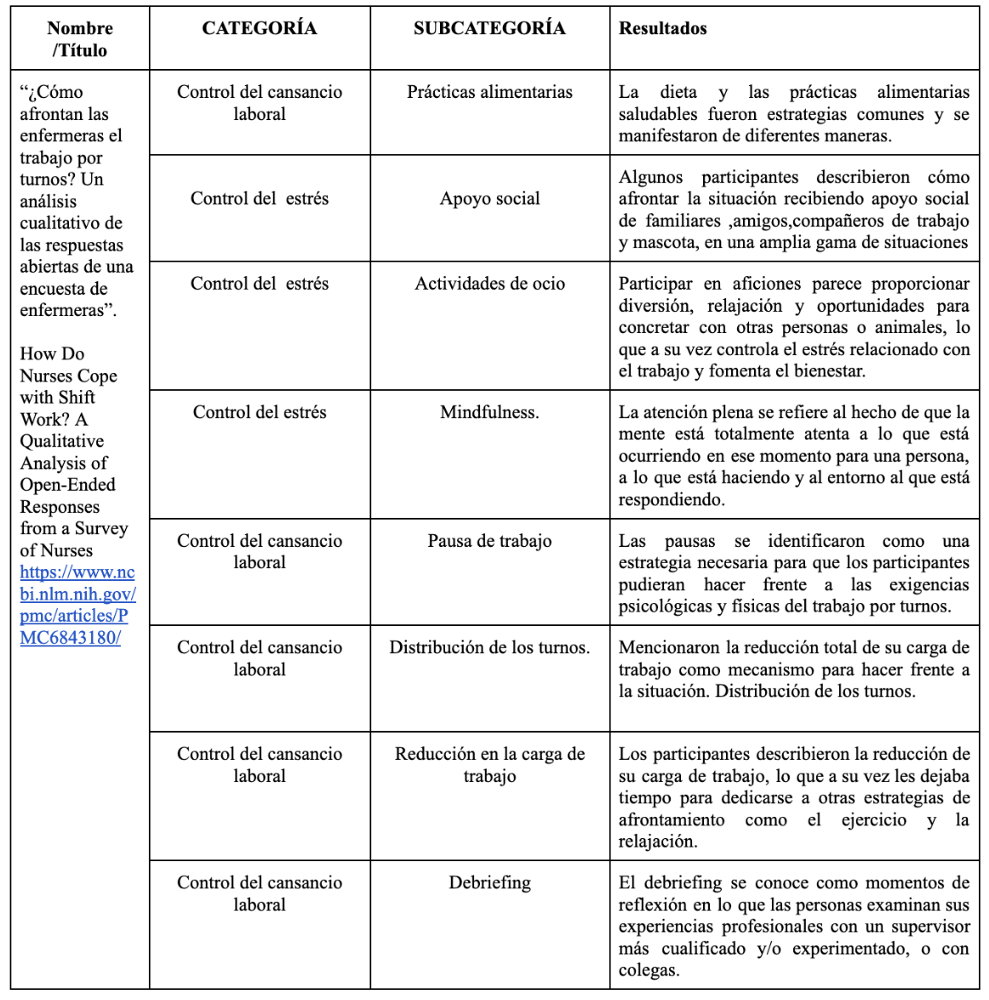 Nombre
/Título
CATEGORÍA
SUBCATEGORÍA
Resultados
“¿Cómo
afrontan las
enfermeras el
trabajo por
turnos? Un
análisis
cualitativo de
las respuestas
abiertas de una
encuesta de
enfermeras”.
How Do
Nurses Cope
with Shift
Work? A
Qualitative
Analysis of
Open-Ended
Responses
from a Survey
of Nurses
https://www.nc
bi.nlm.nih.gov/
pmc/articles/P
MC6843180/
Control del cansancio
laboral
Prácticas alimentarias
La dieta y las prácticas alimentarias
saludables fueron estrategias comunes y se
manifestaron de diferentes maneras.
Control del estrés
Apoyo social
Algunos participantes describieron cómo
afrontar la situación recibiendo apoyo social
de familiares ,amigos,compañeros de trabajo
y mascota, en una amplia gama de situaciones
Control del estrés
Actividades de ocio
Participar en aficiones parece proporcionar
diversión, relajación y oportunidades para
concretar con otras personas o animales, lo
que a su vez controla el estrés relacionado con
el trabajo y fomenta el bienestar.
Control del estrés
Mindfulness.
La atención plena se refiere al hecho de que la
mente está totalmente atenta a lo que está
ocurriendo en ese momento para una persona,
a lo que está haciendo y al entorno al que está
respondiendo.
Control del cansancio
laboral
Pausa de trabajo
Las pausas se identificaron como una
estrategia necesaria para que los participantes
pudieran hacer frente a las exigencias
psicológicas y físicas del trabajo por turnos.
Control del cansancio
laboral
Distribución de los turnos.
Mencionaron la reducción total de su carga de
trabajo como mecanismo para hacer frente a
la situación. Distribución de los turnos.
Control del cansancio
laboral
Reducción en la carga de
trabajo
Los participantes describieron la reducción de
su carga de trabajo, lo que a su vez les dejaba
tiempo para dedicarse a otras estrategias de
afrontamiento como el ejercicio y la
relajación.
Control del cansancio
laboral
Debriefing
El debriefing se conoce como momentos de
reflexión en lo que las personas examinan sus
experiencias profesionales con un supervisor
más cualificado y/o experimentado, o con
colegas.